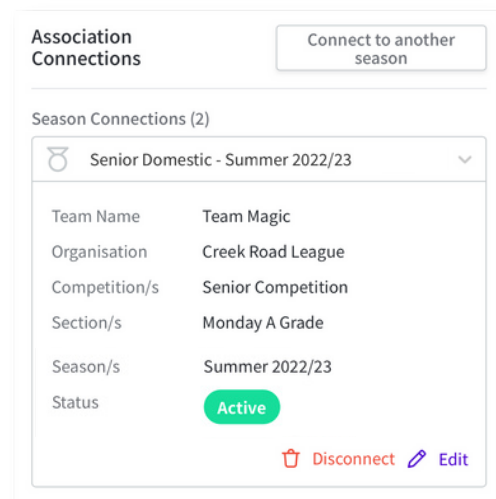 Association
Connections
Connect to another
season
Season Connections (2)
Senior Domestic - Summer 2022/23
Team Name Team Magic
Organisation Creek Road League
Competition/s Senior Competition
Section/s Monday A Grade
Season/s Summer 2022/23
Status Active
Disconnect Edit